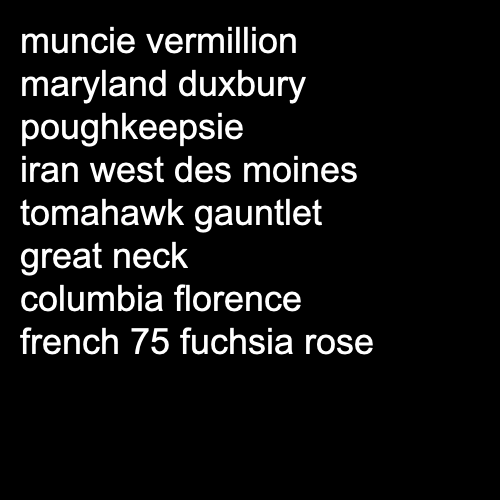 muncie vermillion
maryland duxbury
poughkeepsie
iran west des moines
tomahawk gauntlet
great neck
columbia florence
french 75 fuchsia rose